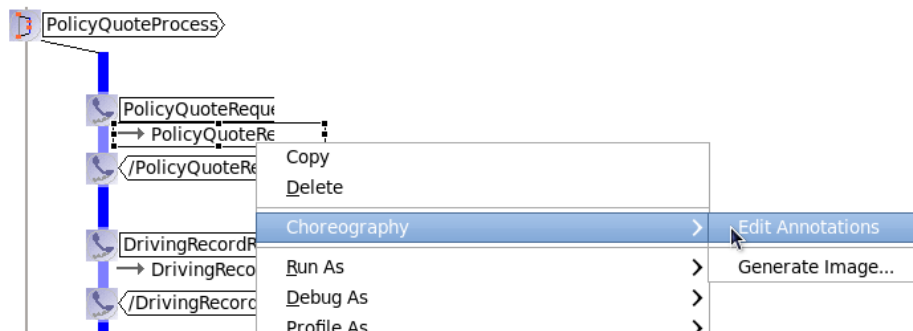 PolicyQuoteProcess
PolicyQuoteReque
PolicyQuoteRe
/PolicyQuoteRe
DrivingRecordR
DrivingReco
/DrivingRecord
Copy
Delete
Choreography
Edit Annotations
Run As
Generate Image...
Debug As
Profile As